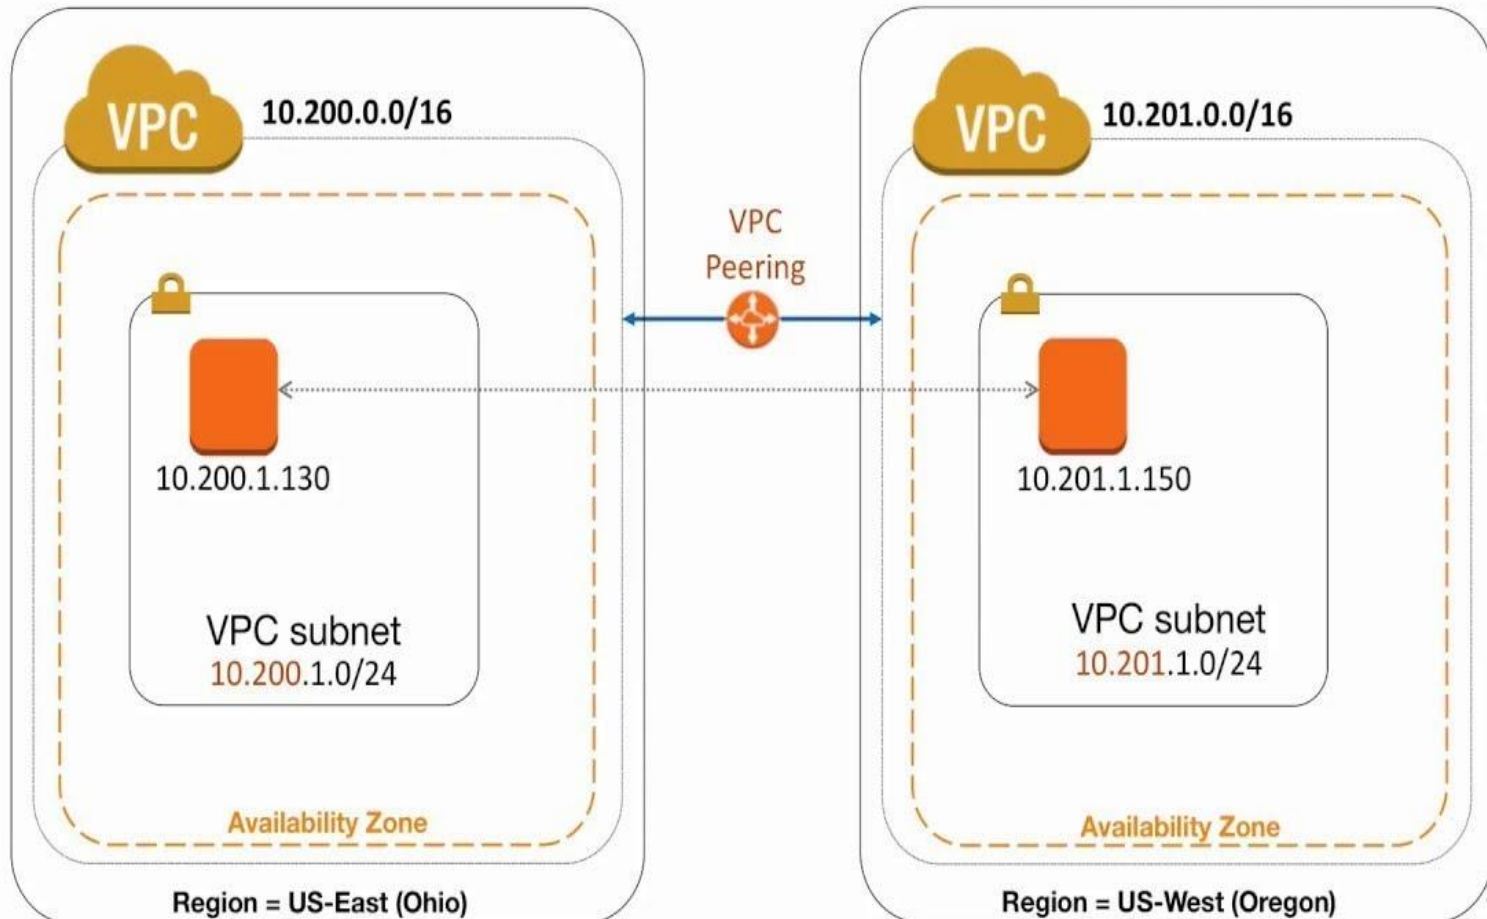 VPC
10.200.0.0/16
10.200.1.130
VPC subnet
10.200.1.0/24
Availability Zone
Region = US-East (Ohio)
VPC
Peering
VPC
10.201.0.0/16
10.201.1.150
VPC subnet
10.201.1.0/24
Availability Zone
Region = US-West (Oregon)